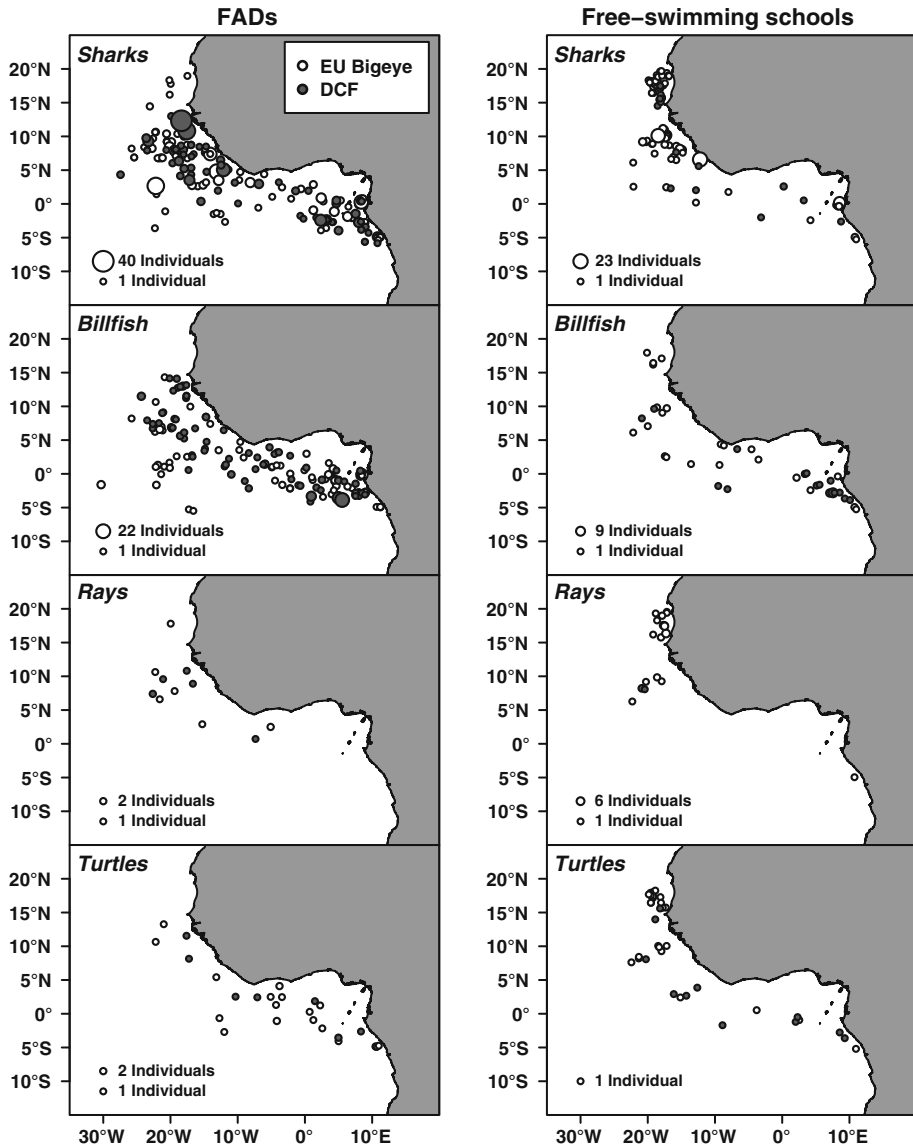 FADs
Free−swimming schools
Sharks
EU Bigeye
DCF
20°N
15°N
10°N
5°N
0°
5°S
10°S
40 Individuals
1 Individual
Sharks
20°N
15°N
10°N
5°N
0°
5°S
10°S
23 Individuals
1 Individual
Billfish
20°N
15°N
10°N
5°N
0°
5°S
10°S
22 Individuals
1 Individual
Billfish
20°N
15°N
10°N
5°N
0°
5°S
10°S
9 Individuals
1 Individual
Rays
20°N
15°N
10°N
5°N
0°
5°S
10°S
2 Individuals
1 Individual
Rays
20°N
15°N
10°N
5°N
0°
5°S
10°S
6 Individuals
1 Individual
Turtles
20°N
15°N
10°N
5°N
0°
5°S
10°S
2 Individuals
1 Individual
30°W 20°W 10°W 0° 10°E
Turtles
20°N
15°N
10°N
5°N
0°
5°S
10°S
1 Individual
30°W 20°W 10°W 0° 10°E